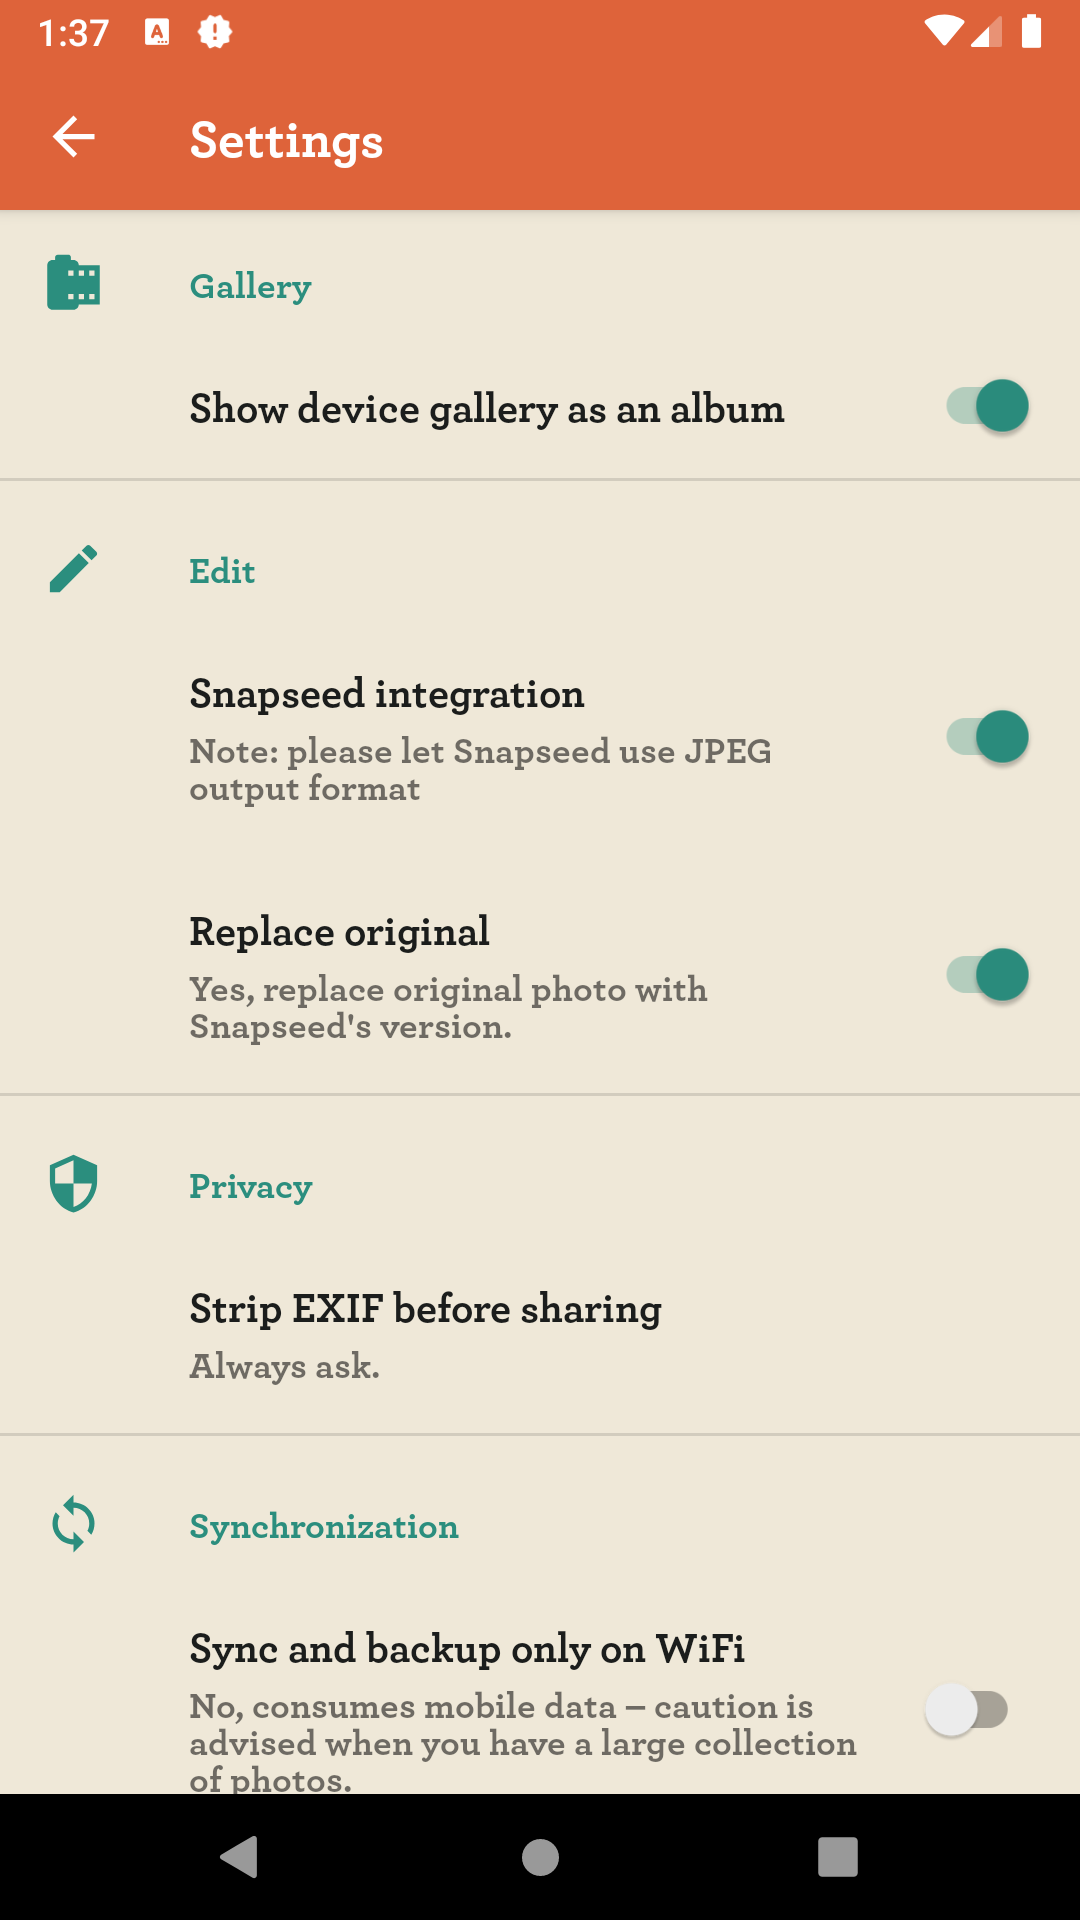 1:37
Settings
Gallery
Show device gallery as an album
Edit
Snapseed integration
Note: please let Snapseed use JPEG
output format
Replace original
Yes, replace original photo with
Snapseed's version.
Privacy
Strip EXIF before sharing
Always ask.
Synchronization
Sync and backup only on WiFi
No, consumes mobile data – caution is
advised when you have a large collection
of photos.